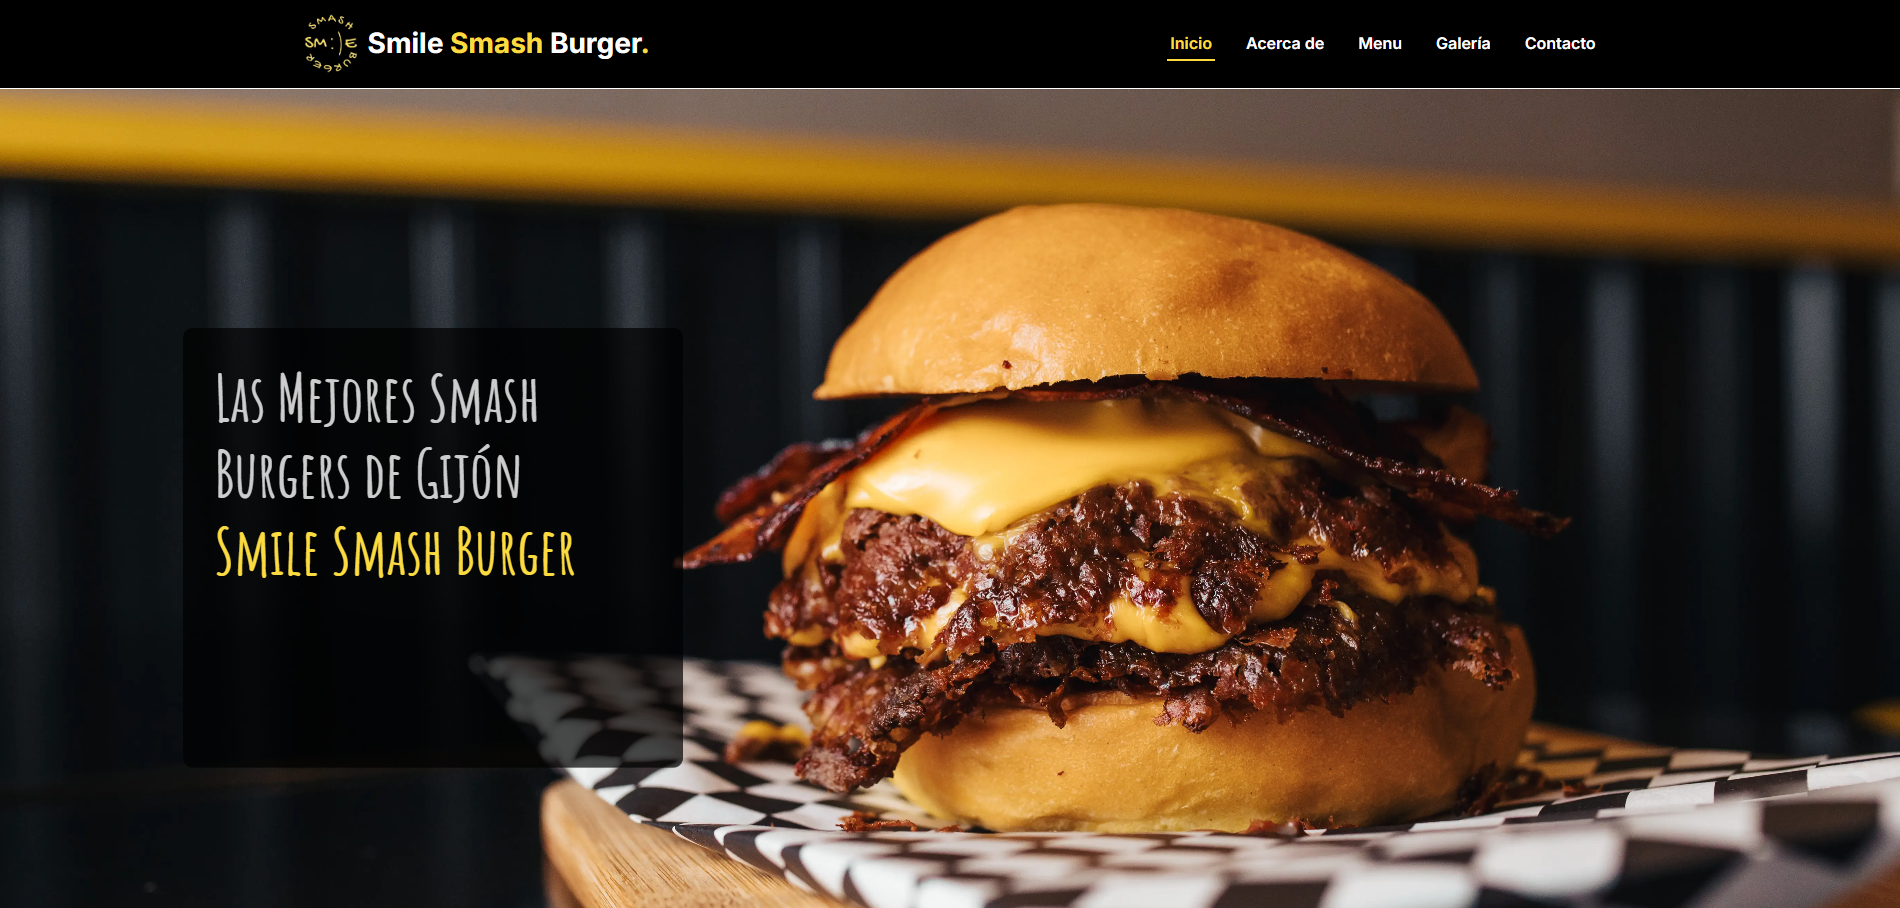 SMASH
SM:)E
BURGER
Smile Smash Burger.
Inicio
Acerca de
Menu
Galería
Contacto
Las Mejores Smash
Burgers de Gijón
Smile Smash Burger